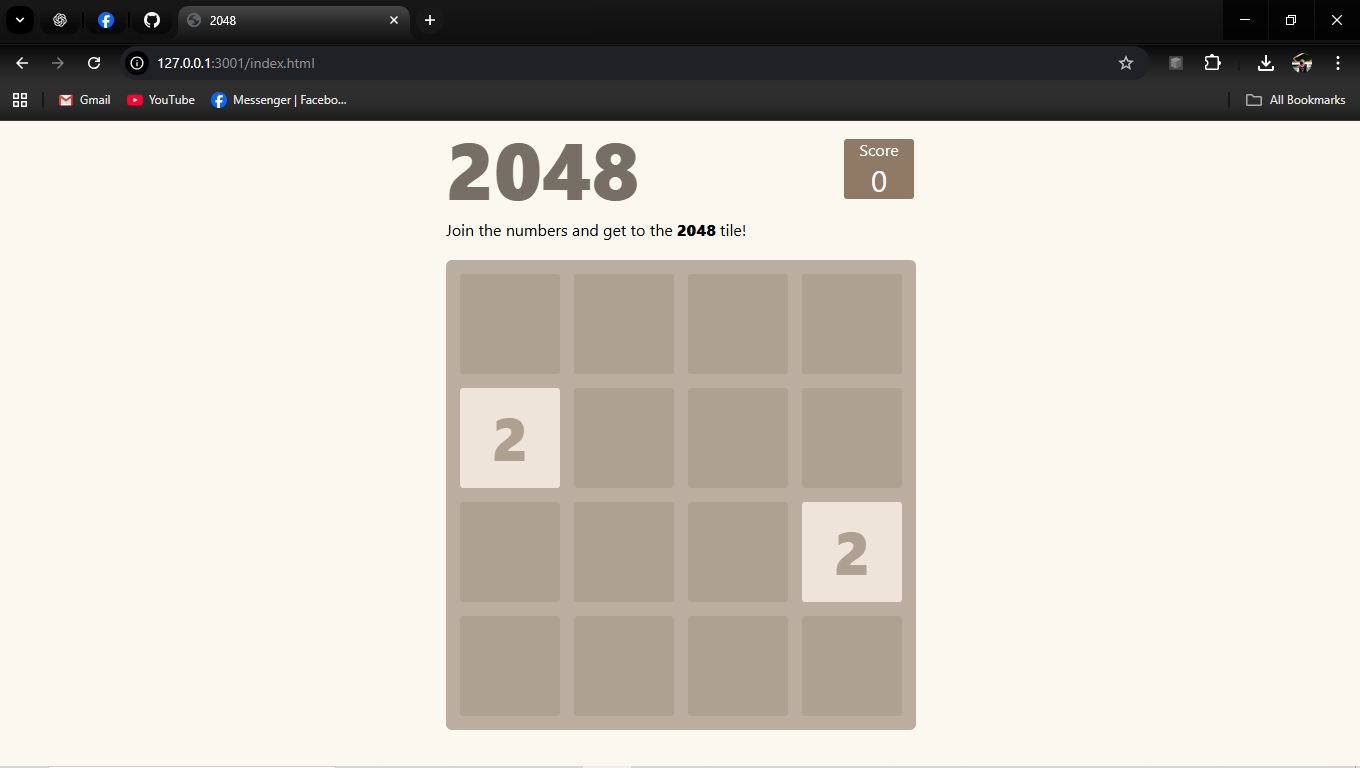 2048
127.0.0.1:3001/index.html
Gmail
YouTube
Messenger | Facebo...
All Bookmarks
2048
Score
0
Join the numbers and get to the 2048 tile!
2
2